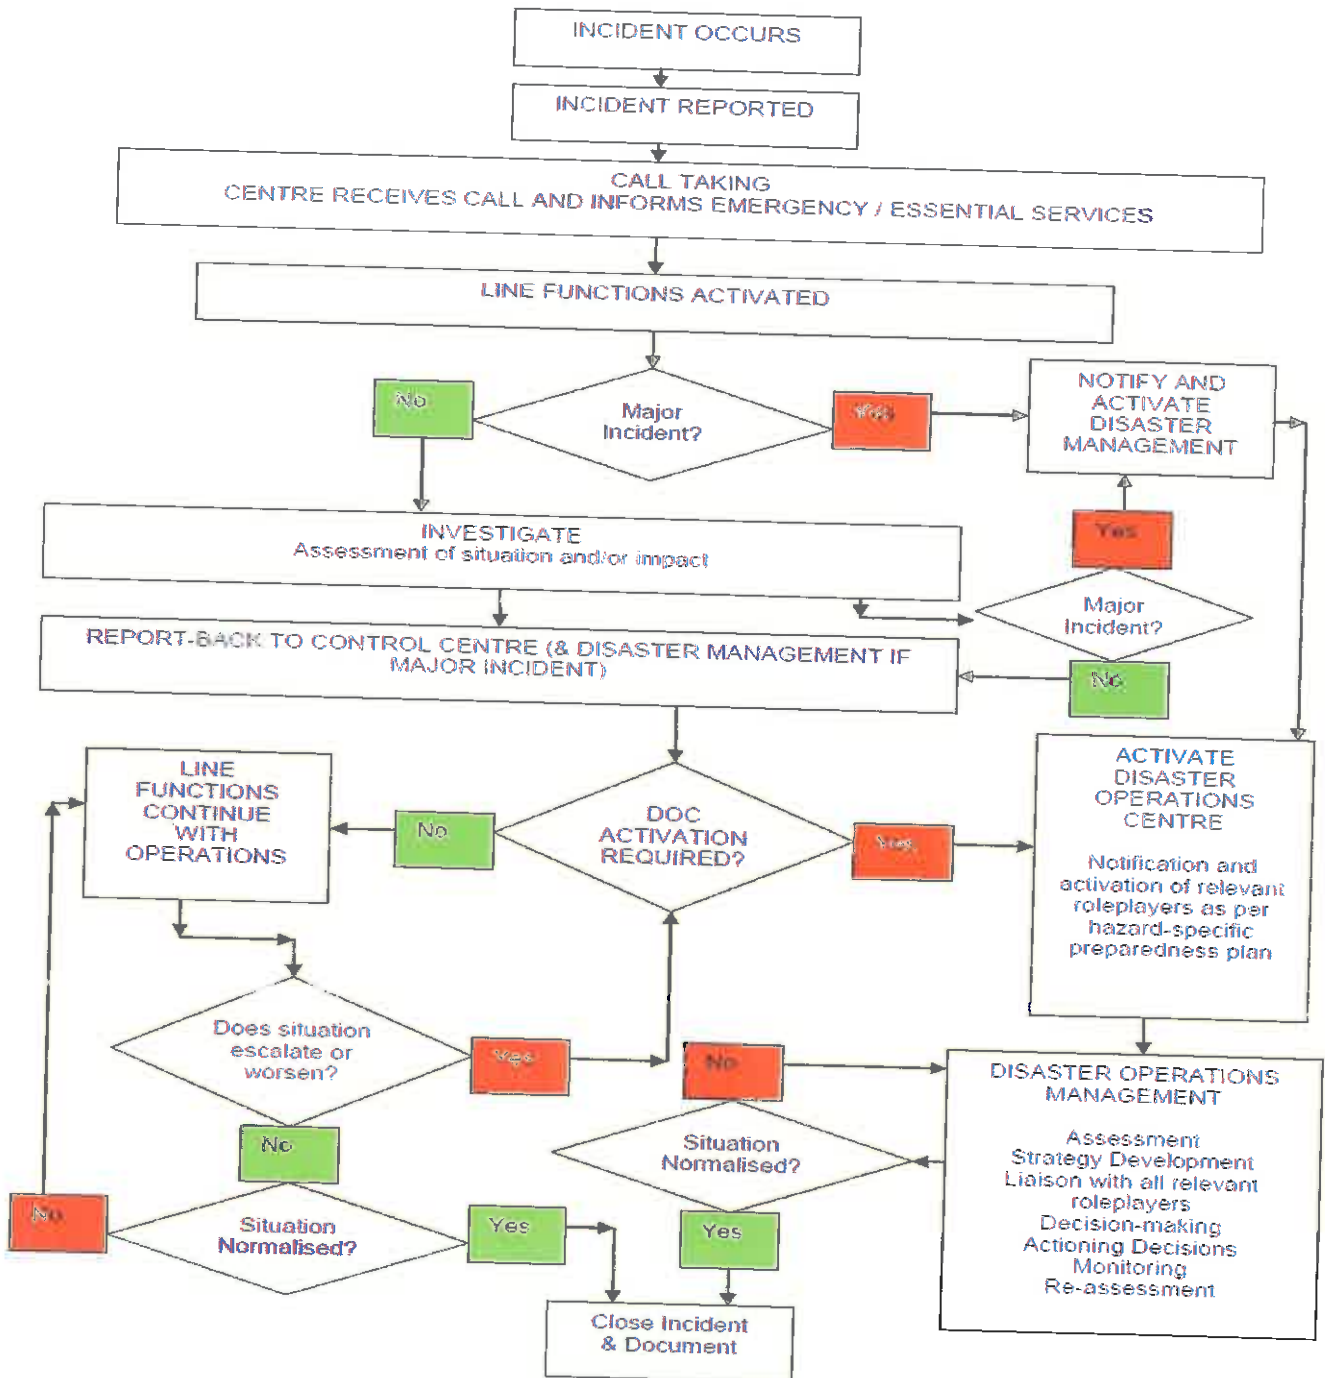 INCIDENT OCCURS
INCIDENT REPORTED
CALL TAKING
CENTRE RECEIVES CALL AND INFORMS EMERGENCY / ESSENTIAL SERVICES
LINE FUNCTIONS ACTIVATED
No
Major
Incident?
Yes
NOTIFY AND
ACTIVATE
DISASTER
MANAGEMENT
INVESTIGATE
Assessment of situation and/or impact
Yes
Major
Incident?
No
REPORT-BACK TO CONTROL CENTRE (& DISASTER MANAGEMENT IF
MAJOR INCIDENT)
LINE
FUNCTIONS
CONTINUE
WITH
OPERATIONS
No
DOC
ACTIVATION
REQUIRED?
Yes
ACTIVATE
DISASTER
OPERATIONS
CENTRE
Notification and
activation of relevant
roleplayers as per
hazard-specific
preparedness plan
Does situation
escalate or
worsen?
Yes
No
No
Situation
Normalised?
Yes
No
Situation
Normalised?
Yes
DISASTER OPERATIONS
MANAGEMENT
Assessment
Strategy Development
Liaison with all relevant
roleplayers
Decision-making
Actioning Decisions
Monitoring
Re-assessment
Close Incident
& Document